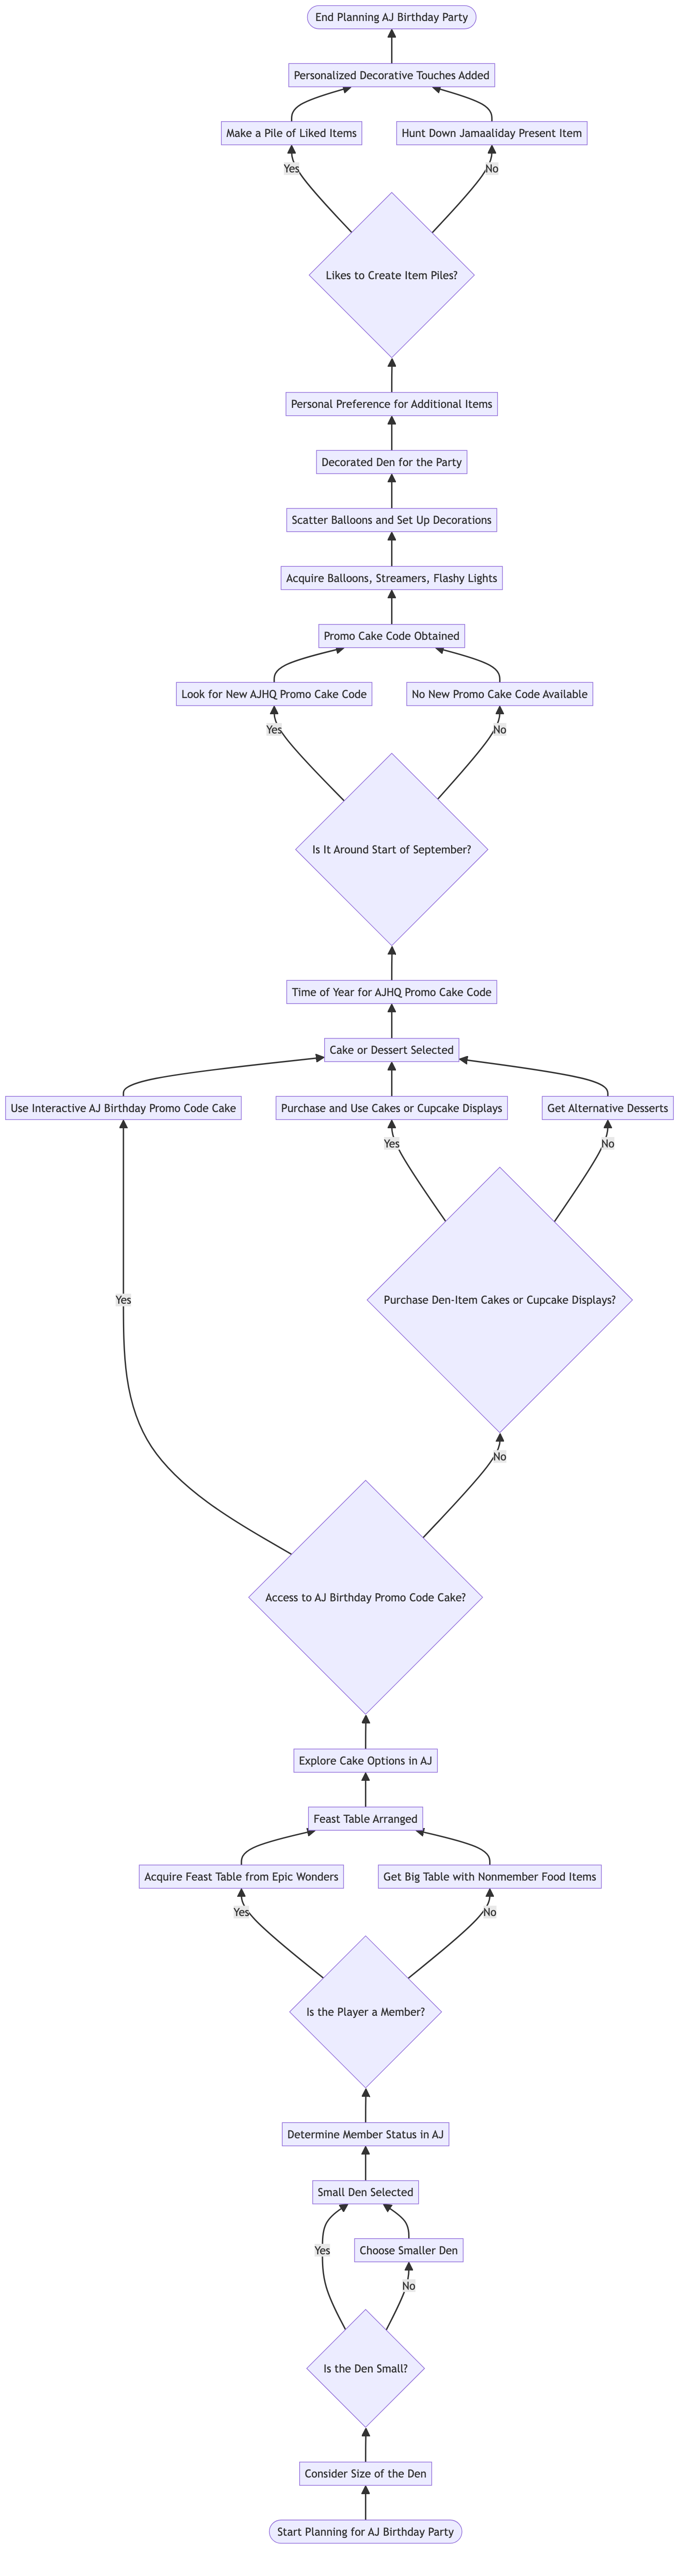 End Planning AJ Birthday Party
Personalized Decorative Touches Added
Make a Pile of Liked Items
Hunt Down Jamaaliday Present Item
Yes
No
Likes to Create Item Piles?
Personal Preference for Additional Items
Decorated Den for the Party
Scatter Balloons and Set Up Decorations
Acquire Balloons, Streamers, Flashy Lights
Promo Cake Code Obtained
Look for New AJHQ Promo Cake Code
No New Promo Cake Code Available
Yes
No
Is It Around Start of September?
Time of Year for AJHQ Promo Cake Code
Cake or Dessert Selected
Use Interactive AJ Birthday Promo Code Cake
Purchase and Use Cakes or Cupcake Displays
Get Alternative Desserts
Yes
No
Yes
Purchase Den-Item Cakes or Cupcake Displays?
No
Access to AJ Birthday Promo Code Cake?
Explore Cake Options in AJ
Feast Table Arranged
Acquire Feast Table from Epic Wonders
Get Big Table with Nonmember Food Items
Yes
No
Is the Player a Member?
Determine Member Status in AJ
Small Den Selected
Yes
Choose Smaller Den
No
Is the Den Small?
Consider Size of the Den
Start Planning for AJ Birthday Party